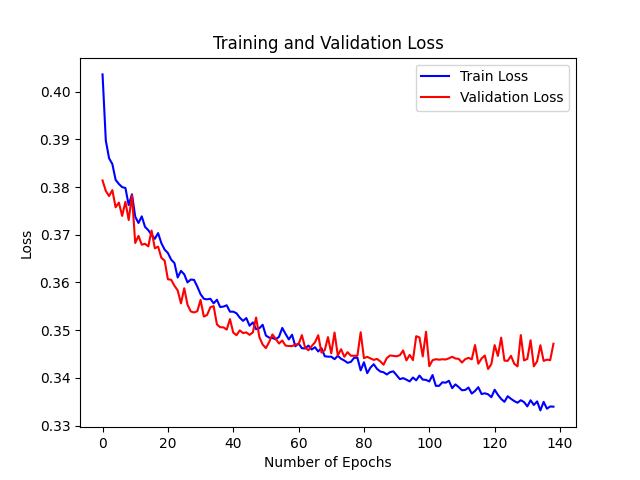 Training and Validation Loss
Train Loss
Validation Loss
Loss
0.40
0.39
0.38
0.37
0.36
0.35
0.34
0.33
0 20 40 60 80 100 120 140
Number of Epochs